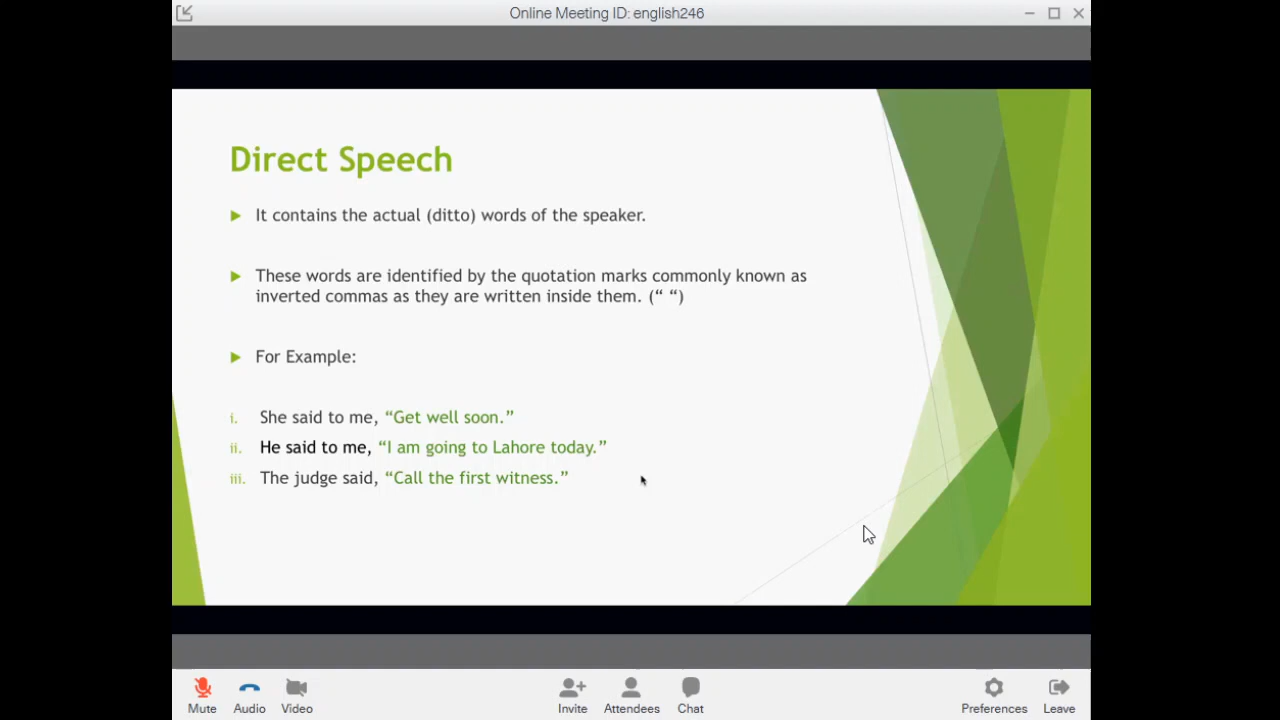 Online Meeting ID: english246
Direct Speech
It contains the actual (ditto) words of the speaker.
These words are identified by the quotation marks commonly known as
inverted commas as they are written inside them. (“ “)
For Example:
i. She said to me, “Get well soon.”
ii. He said to me, “I am going to Lahore today.”
iii. The judge said, “Call the first witness.”
Mute Audio Video Invite Attendees Chat Preferences Leave